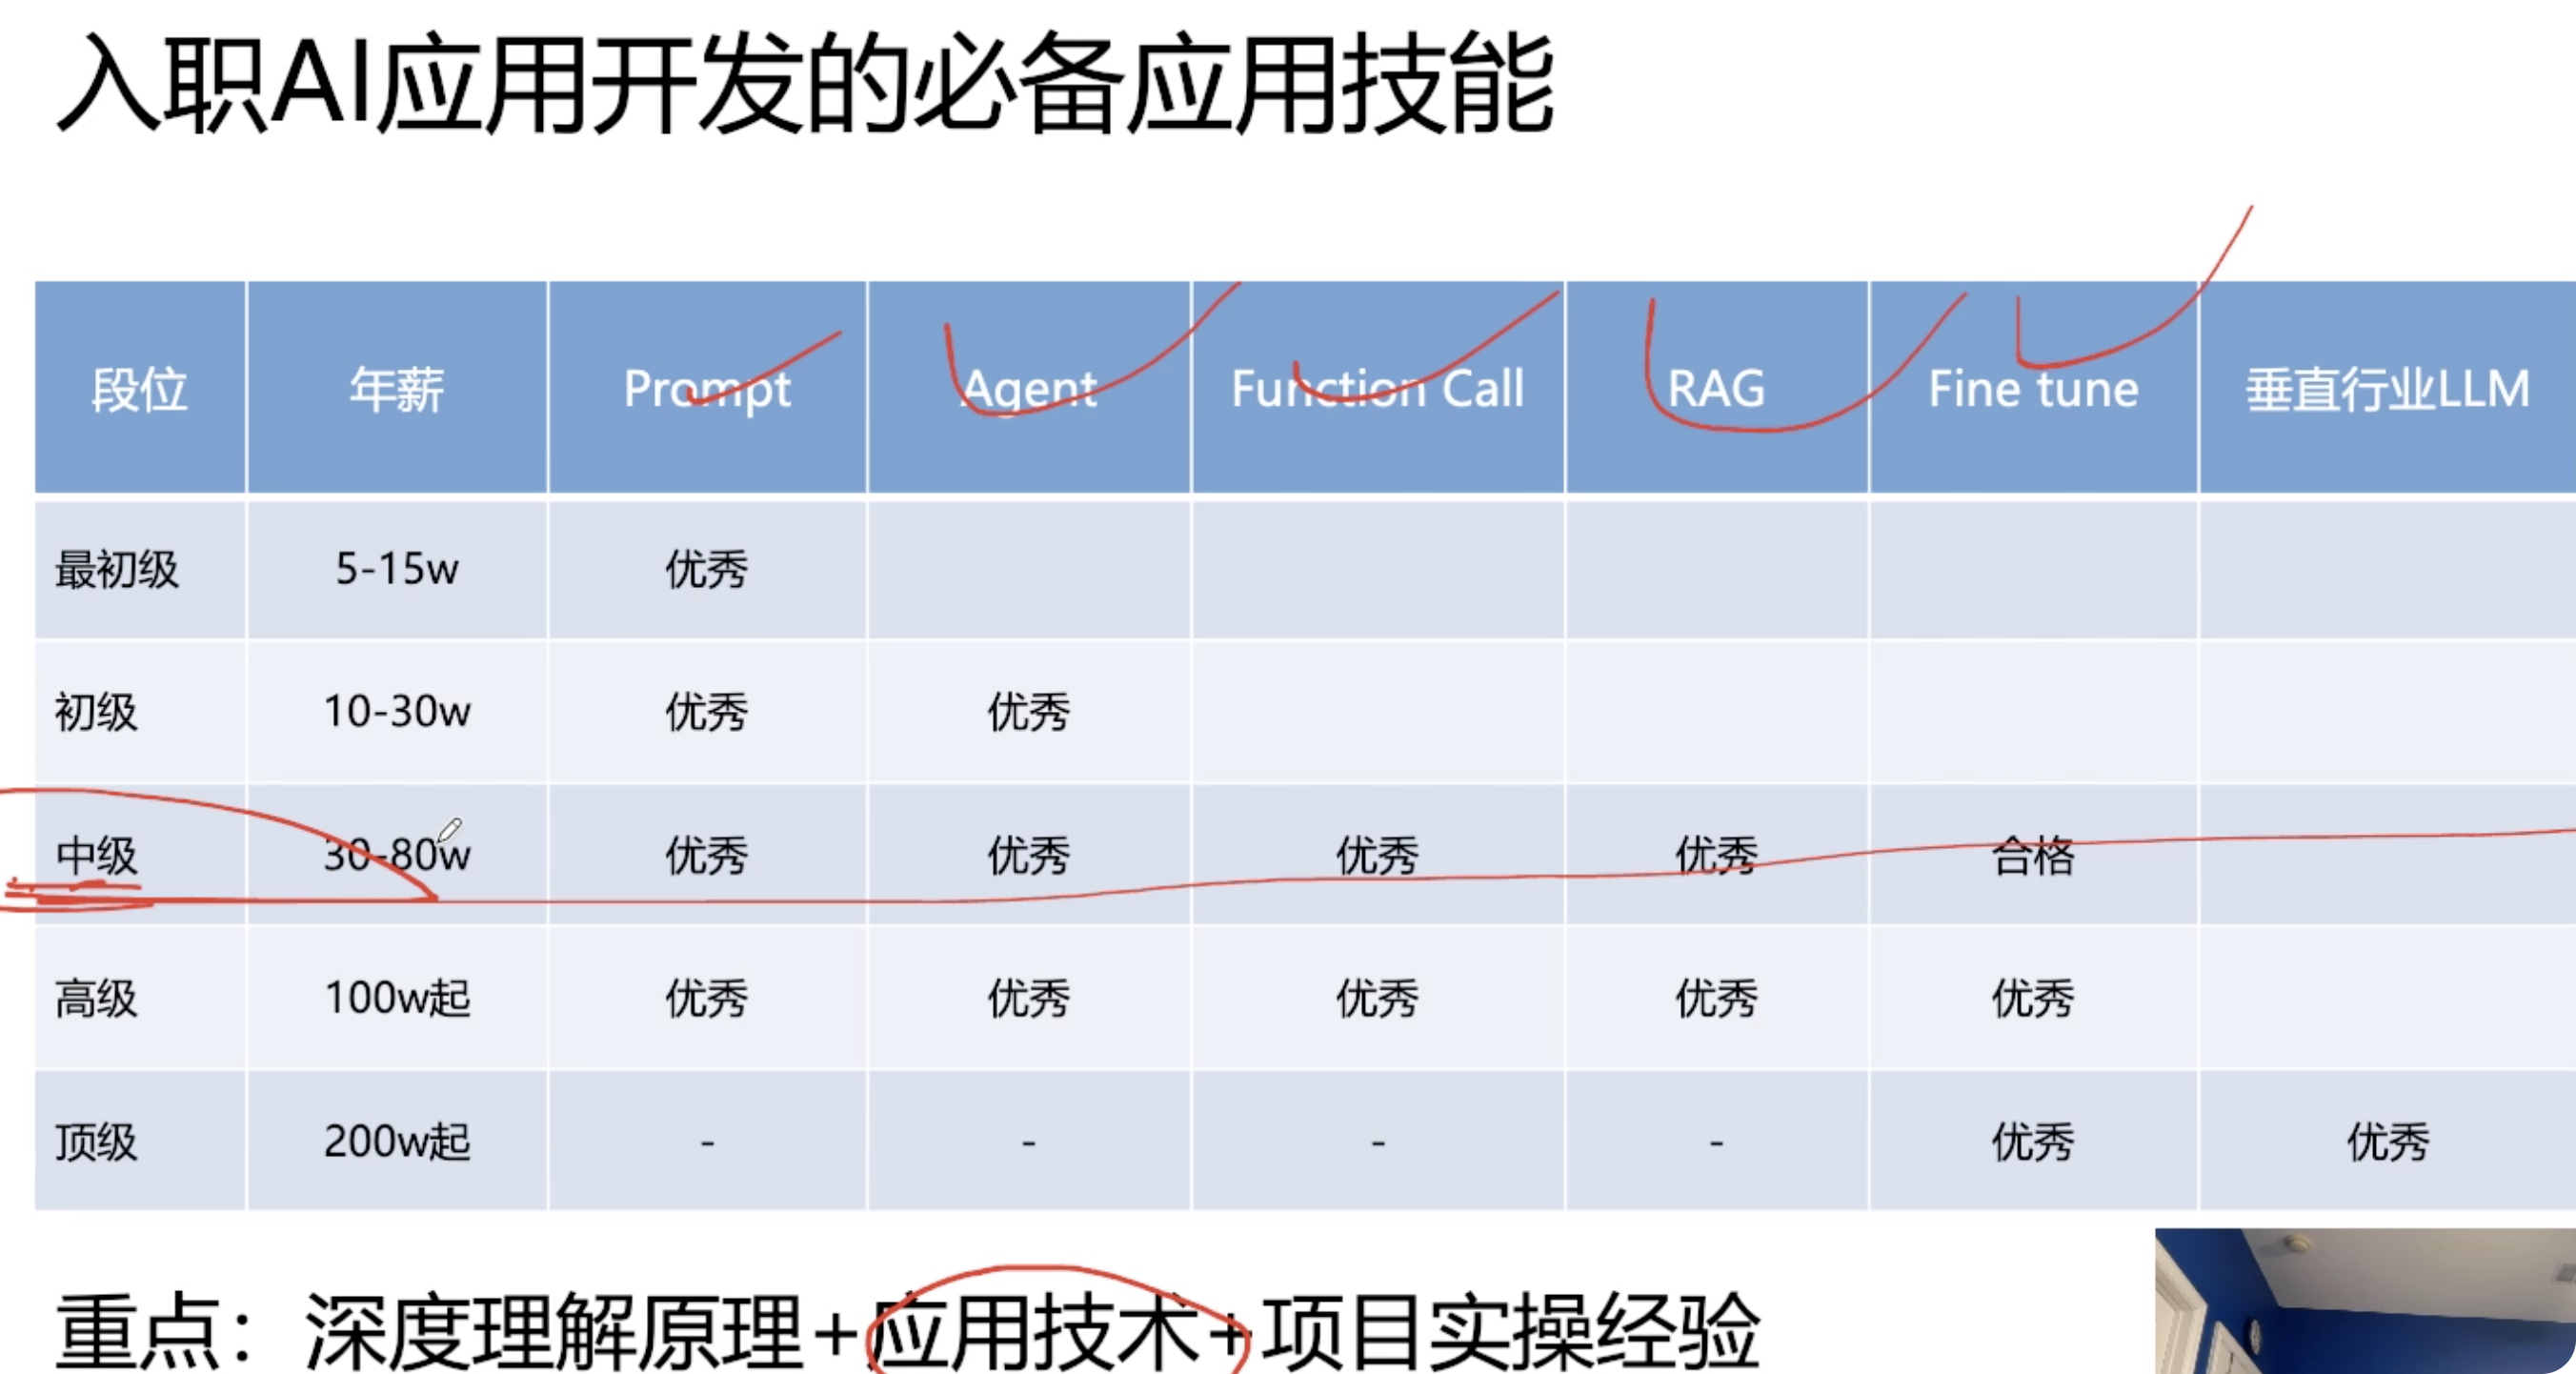 入职AI应用开发的必备应用技能
段位 年薪 Prompt Agent Function Call RAG Fine tune 垂直行业LLM
最初级 5-15w 优秀
初级 10-30w 优秀 优秀
中级 30-80w 优秀 优秀 优秀 优秀 合格
高级 100w起 优秀 优秀 优秀 优秀 优秀
顶级 200w起 - - - - 优秀 优秀
重点：深度理解原理+应用技术+项目实操经验